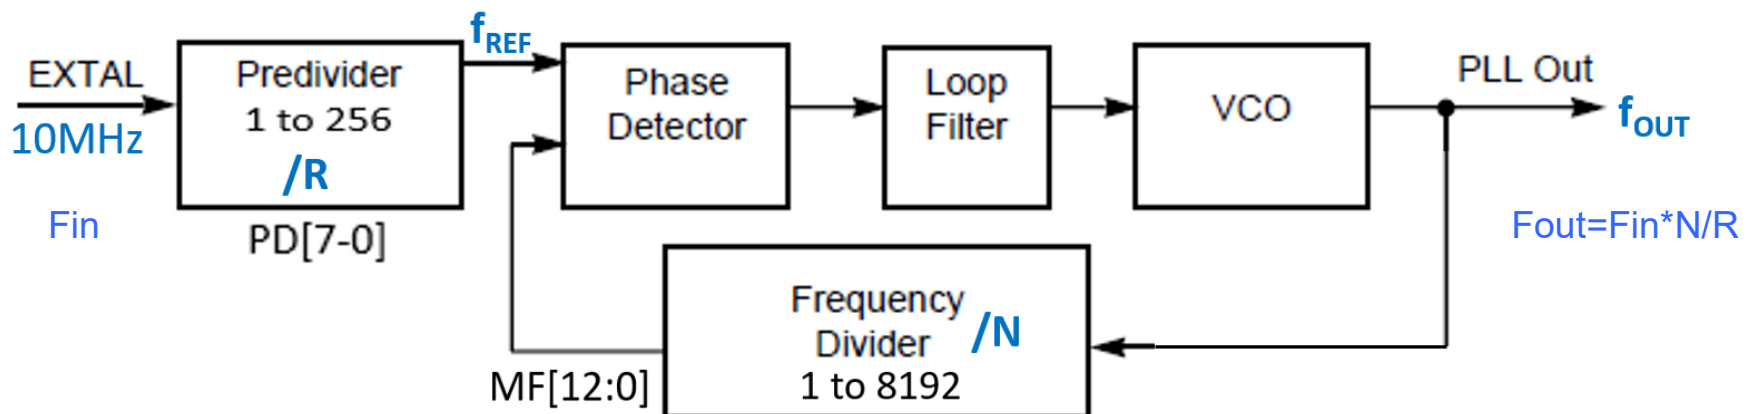 EXTAL
10MHz
Fin
Predivider
1 to 256
/R
PD[7-0]
fREF
Phase
Detector
Loop
Filter
VCO
PLL Out
fOUT
Fout=Fin*N/R
Frequency
Divider /N
1 to 8192
MF[12:0]